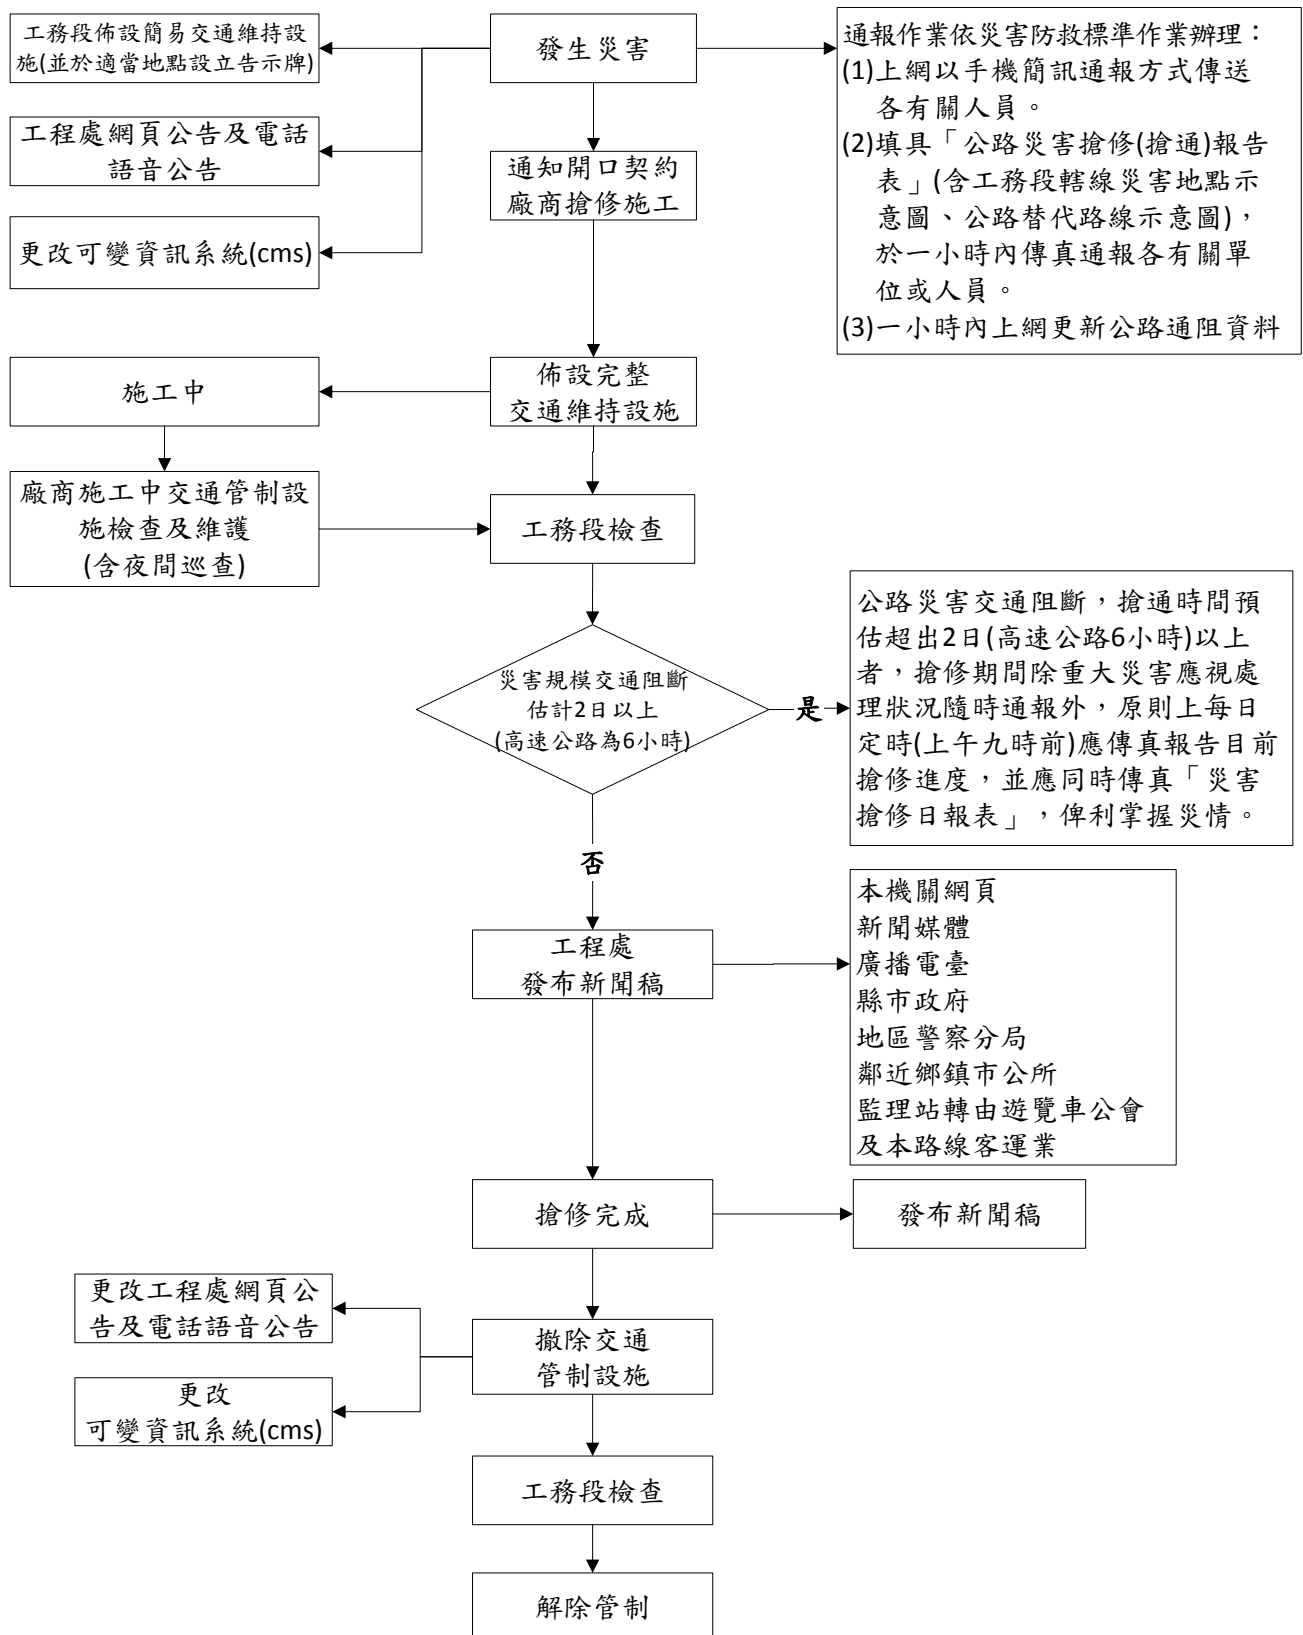 發生災害
工務段佈設簡易交通維持設
施(並於適當地點設立告示牌)
工程處網頁公告及電話
語音公告
更改可變資訊系統(cms)
通報作業依災害防救標準作業辦理：
(1)上網以手機簡訊通報方式傳送
各有關人員。
(2)填具「公路災害搶修(搶通)報告
表」(含工務段轄線災害地點示
意圖、公路替代路線示意圖)，
於一小時內傳真通報各有關單
位或人員。
(3)一小時內上網更新公路通阻資料
通知開口契約
廠商搶修施工
佈設完整
交通維持設施
施工中
廠商施工中交通管制設
施檢查及維護
(含夜間巡查)
工務段檢查
災害規模交通阻斷
估計2日以上
(高速公路為6小時)
是
公路災害交通阻斷，搶通時間預
估超出2日(高速公路6小時)以上
者，搶修期間除重大災害應視處
理狀況隨時通報外，原則上每日
定時(上午九時前)應傳真報告目前
搶修進度，並應同時傳真「災害
搶修日報表」，俾利掌握災情。
否
工程處
發布新聞稿
本機關網頁
新聞媒體
廣播電臺
縣市政府
地區警察分局
鄰近鄉鎮市公所
監理站轉由遊覽車公會
及本路線客運業
搶修完成
發布新聞稿
撤除交通
管制設施
更改工程處網頁公
告及電話語音公告
更改
可變資訊系統(cms)
工務段檢查
解除管制